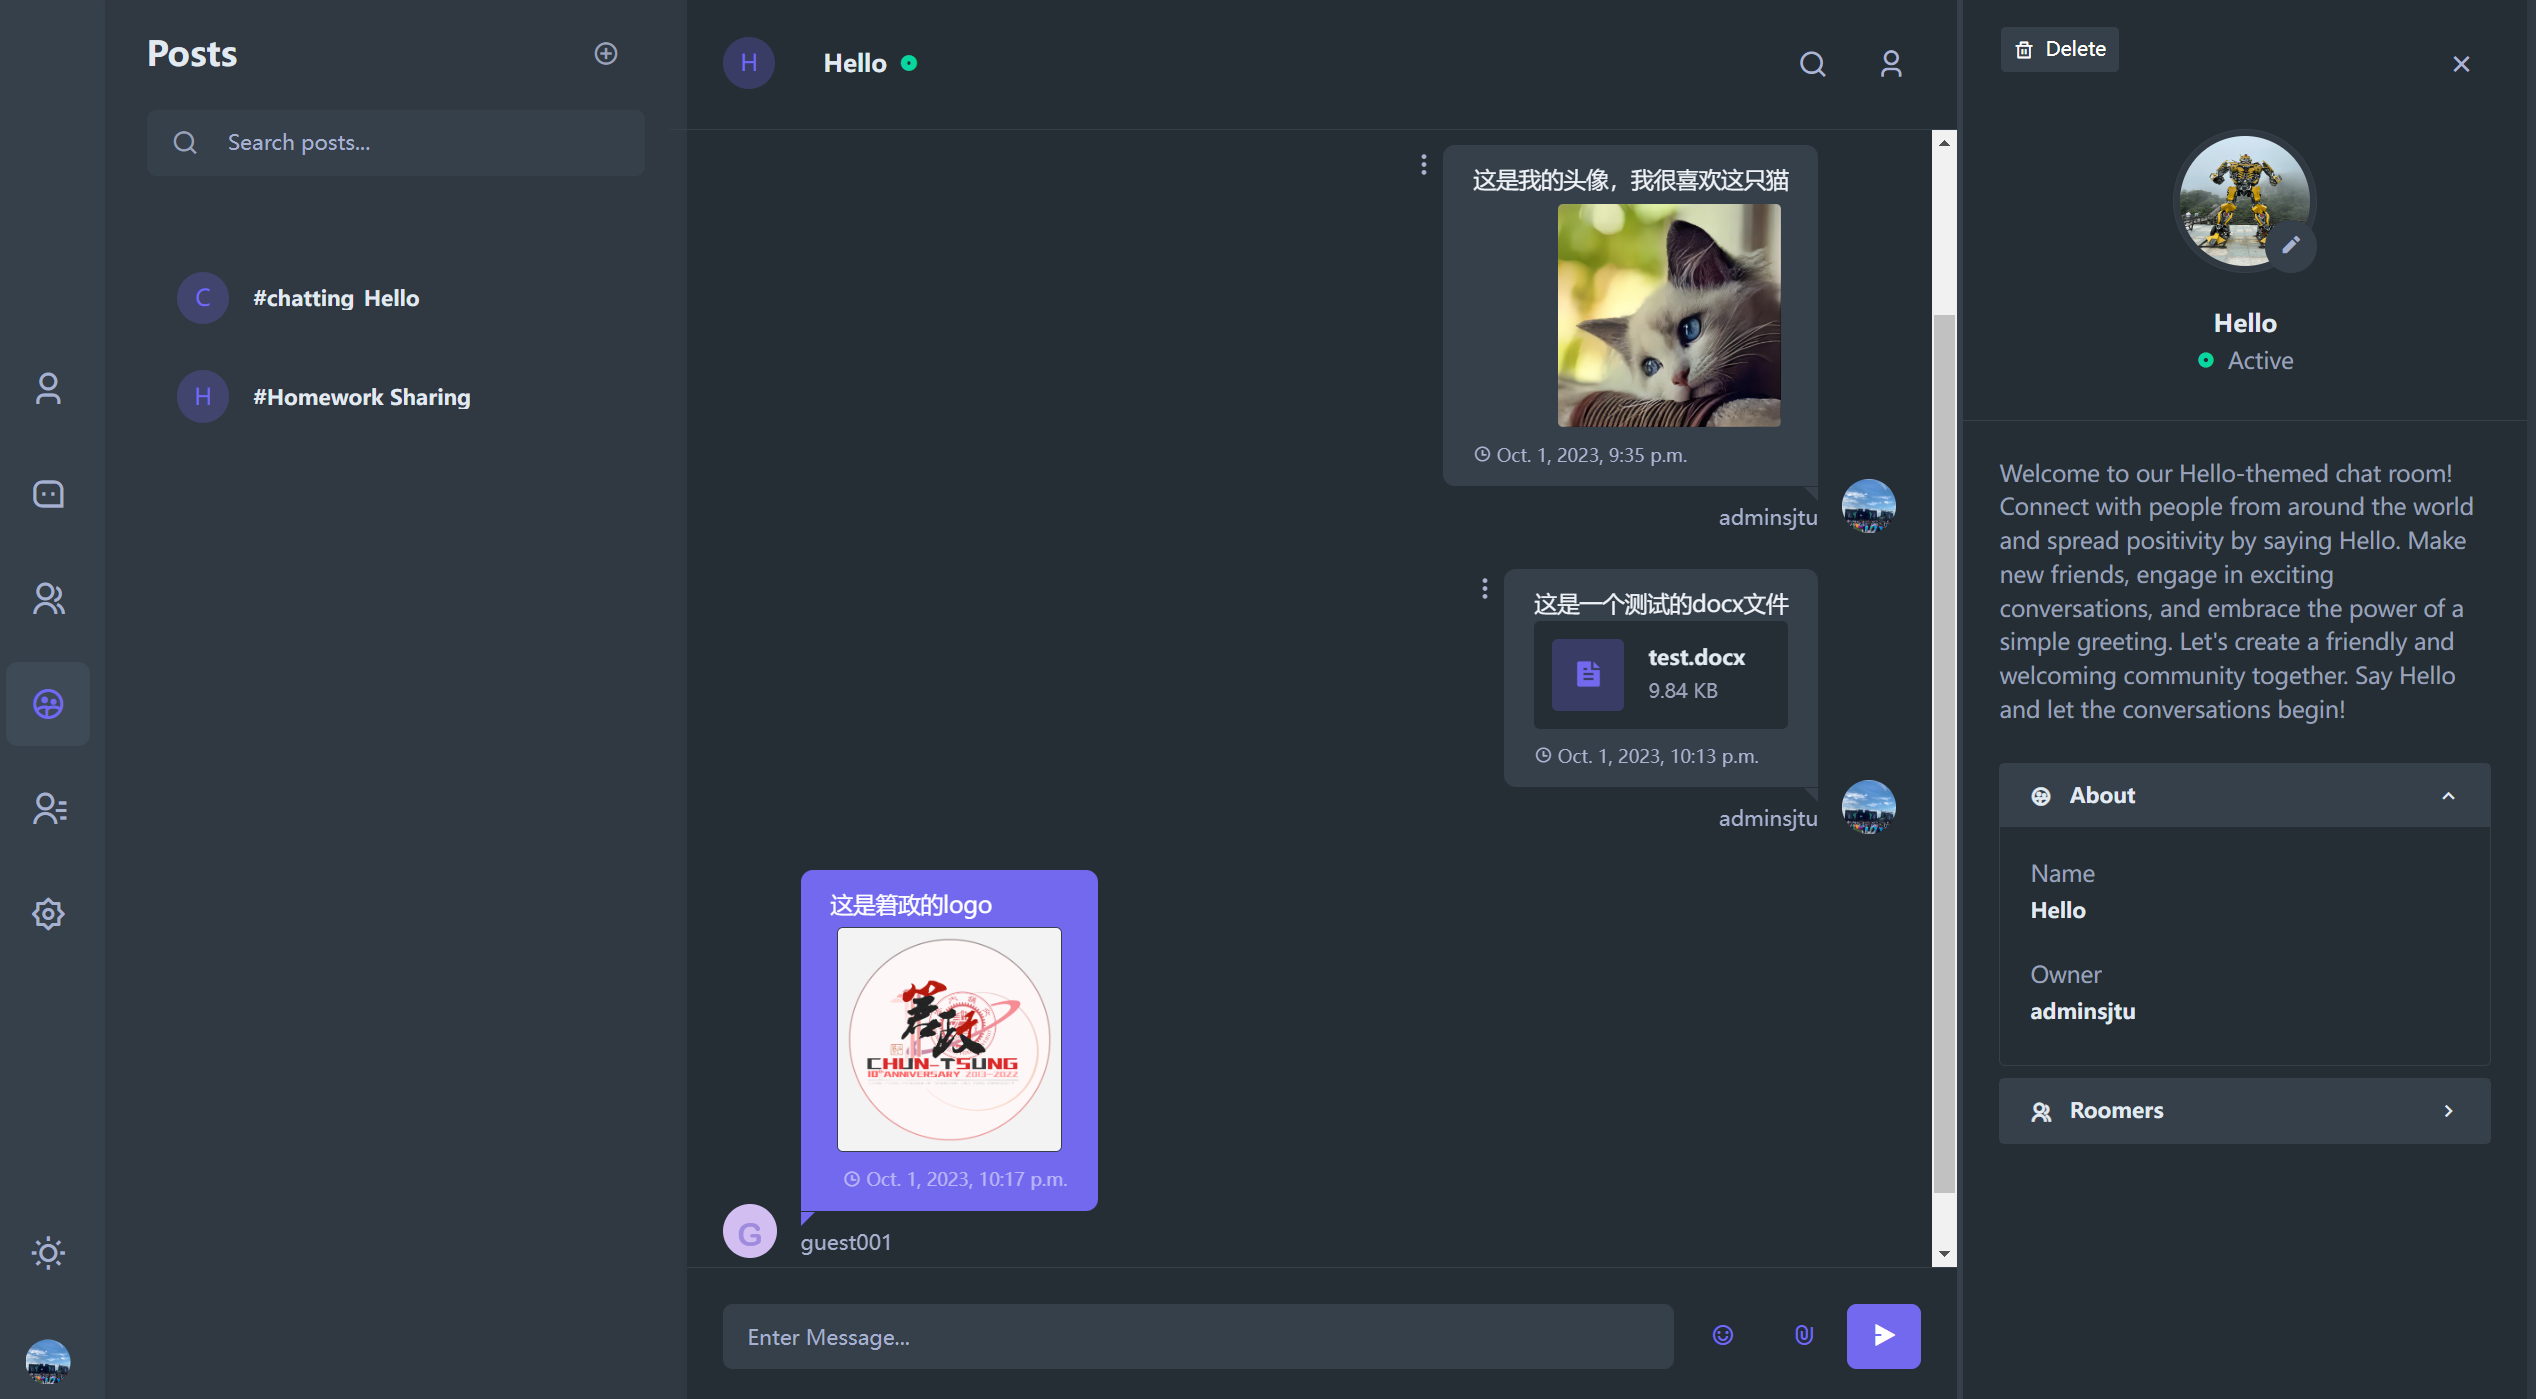 Posts
Search posts...
C
#chatting Hello
H
#Homework Sharing
H
Hello
这是我的头像，我很喜欢这只猫
Oct. 1, 2023, 9:35 p.m.
adminsjtu
这是一个测试的docx文件
test.docx
9.84 KB
Oct. 1, 2023, 10:13 p.m.
adminsjtu
这是䇹政的logo
䇹政
CHUN-TSUNG
10th ANNIVERSARY 2013-2022
Oct. 1, 2023, 10:17 p.m.
G
guest001
Enter Message...
Delete
Hello
Active
Welcome to our Hello-themed chat room!
Connect with people from around the world
and spread positivity by saying Hello. Make
new friends, engage in exciting
conversations, and embrace the power of a
simple greeting. Let's create a friendly and
welcoming community together. Say Hello
and let the conversations begin!
About
Name
Hello
Owner
adminsjtu
Roomers